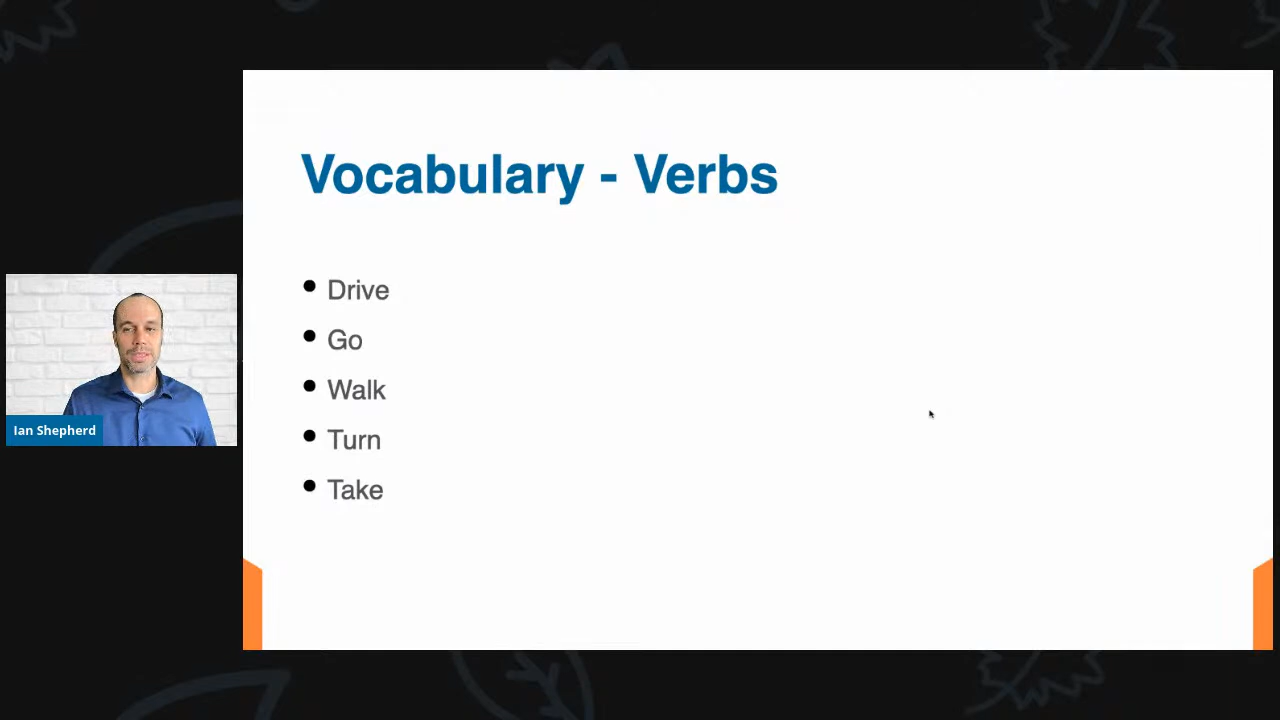 Vocabulary - Verbs
Drive
Go
Walk
Turn
Take
Ian Shepherd